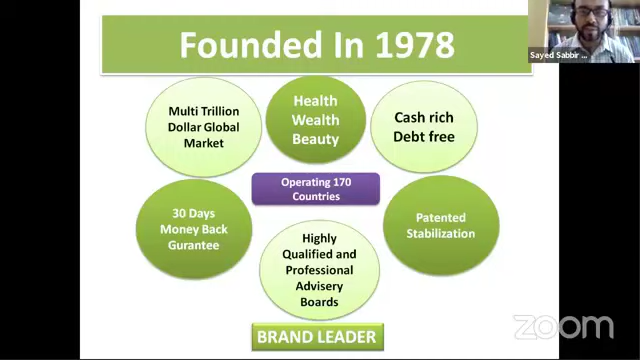 Founded In 1978
Sayed Sabbir ...
Multi Trillion
Dollar Global
Market
Health
Wealth
Beauty
Cash rich
Debt free
Operating 170
Countries
30 Days
Money Back
Gurantee
Patented
Stabilization
Highly
Qualified and
Professional
Advisery
Boards
BRAND LEADER
zoom